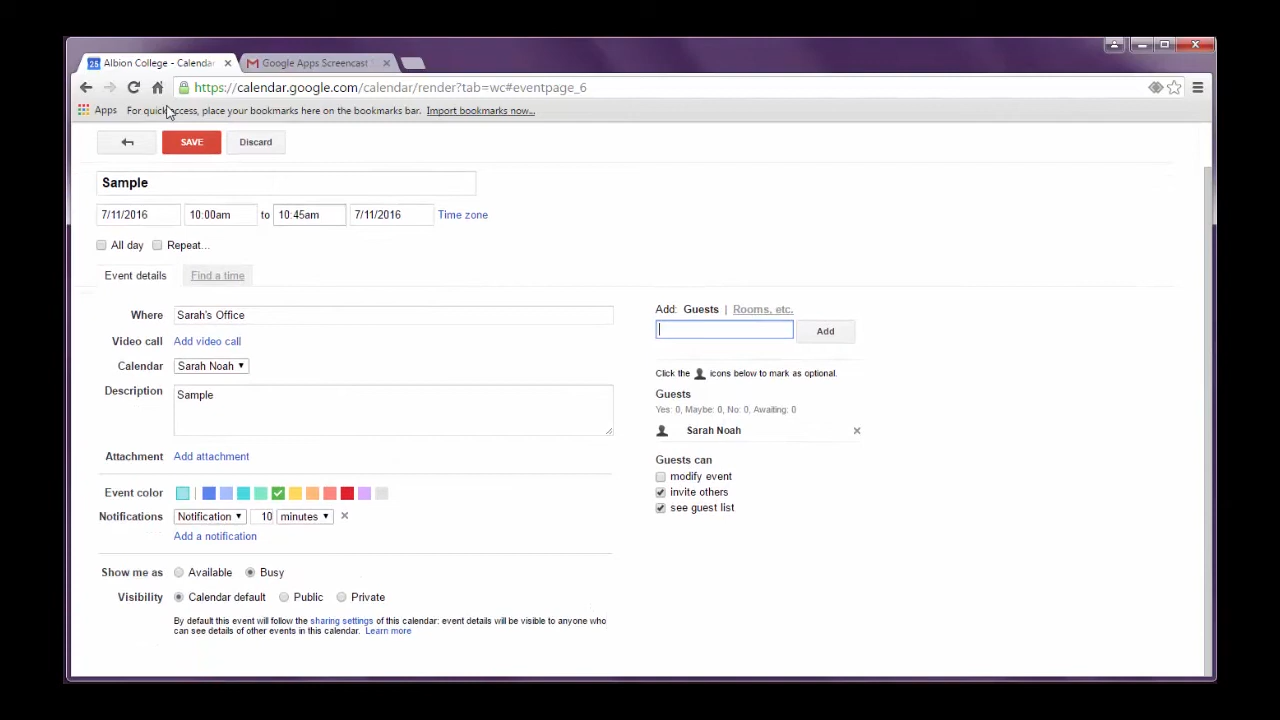 Albion College - Calendar
Google Apps Screencast
https://calendar.google.com/calendar/render?tab=wc#eventpage_6
Apps For quick access, place your bookmarks here on the bookmarks bar. Import bookmarks now...
SAVE Discard
Sample
7/11/2016 10:00am to 10:45am 7/11/2016 Time zone
All day Repeat...
Event details Find a time
Where Sarah's Office
Video call Add video call
Calendar Sarah Noah
Description Sample
Attachment Add attachment
Event color
Notifications Notification 10 minutes
Add a notification
Show me as Available Busy
Visibility Calendar default Public Private
By default this event will follow the sharing settings of this calendar: event details will be visible to anyone who
can see details of other events in this calendar. Learn more
Add: Guests | Rooms, etc.
Add
Click the icons below to mark as optional.
Guests
Yes: 0, Maybe: 0, No: 0, Awaiting: 0
Sarah Noah
Guests can
modify event
invite others
see guest list